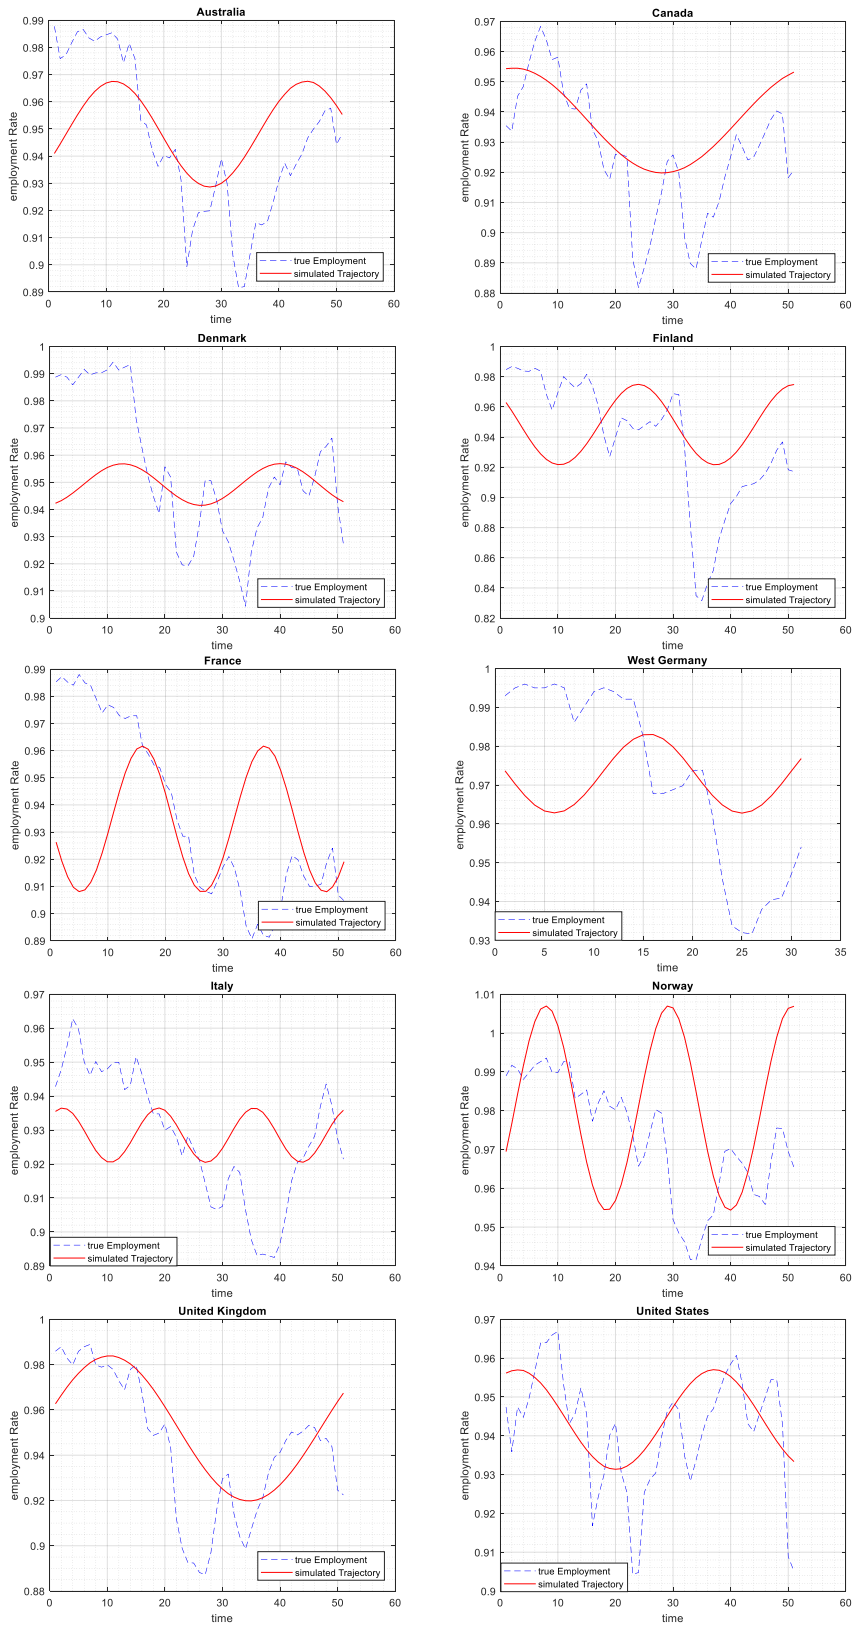 Australia
0.99
0.98
0.97
0.96
0.95
0.94
0.93
0.92
0.91
0.9
0.89
employment Rate
true Employment
simulated Trajectory
0 10 20 30 40 50 60
time
Canada
0.97
0.96
0.95
0.94
0.93
0.92
0.91
0.9
0.89
0.88
employment Rate
true Employment
simulated Trajectory
0 10 20 30 40 50 60
time
Denmark
1
0.99
0.98
0.97
0.96
0.95
0.94
0.93
0.92
0.91
0.9
employment Rate
true Employment
simulated Trajectory
0 10 20 30 40 50 60
time
Finland
1
0.98
0.96
0.94
0.92
0.9
0.88
0.86
0.84
0.82
employment Rate
true Employment
simulated Trajectory
0 10 20 30 40 50 60
time
France
0.99
0.98
0.97
0.96
0.95
0.94
0.93
0.92
0.91
0.9
0.89
employment Rate
true Employment
simulated Trajectory
0 10 20 30 40 50 60
time
West Germany
1
0.99
0.98
0.97
0.96
0.95
0.94
0.93
employment Rate
true Employment
simulated Trajectory
0 5 10 15 20 25 30 35
time
Italy
0.97
0.96
0.95
0.94
0.93
0.92
0.91
0.9
0.89
employment Rate
true Employment
simulated Trajectory
0 10 20 30 40 50 60
time
Norway
1.01
1
0.99
0.98
0.97
0.96
0.95
0.94
employment Rate
true Employment
simulated Trajectory
0 10 20 30 40 50 60
time
United Kingdom
1
0.98
0.96
0.94
0.92
0.9
0.88
employment Rate
true Employment
simulated Trajectory
0 10 20 30 40 50 60
time
United States
0.97
0.96
0.95
0.94
0.93
0.92
0.91
0.9
employment Rate
true Employment
simulated Trajectory
0 10 20 30 40 50 60
time